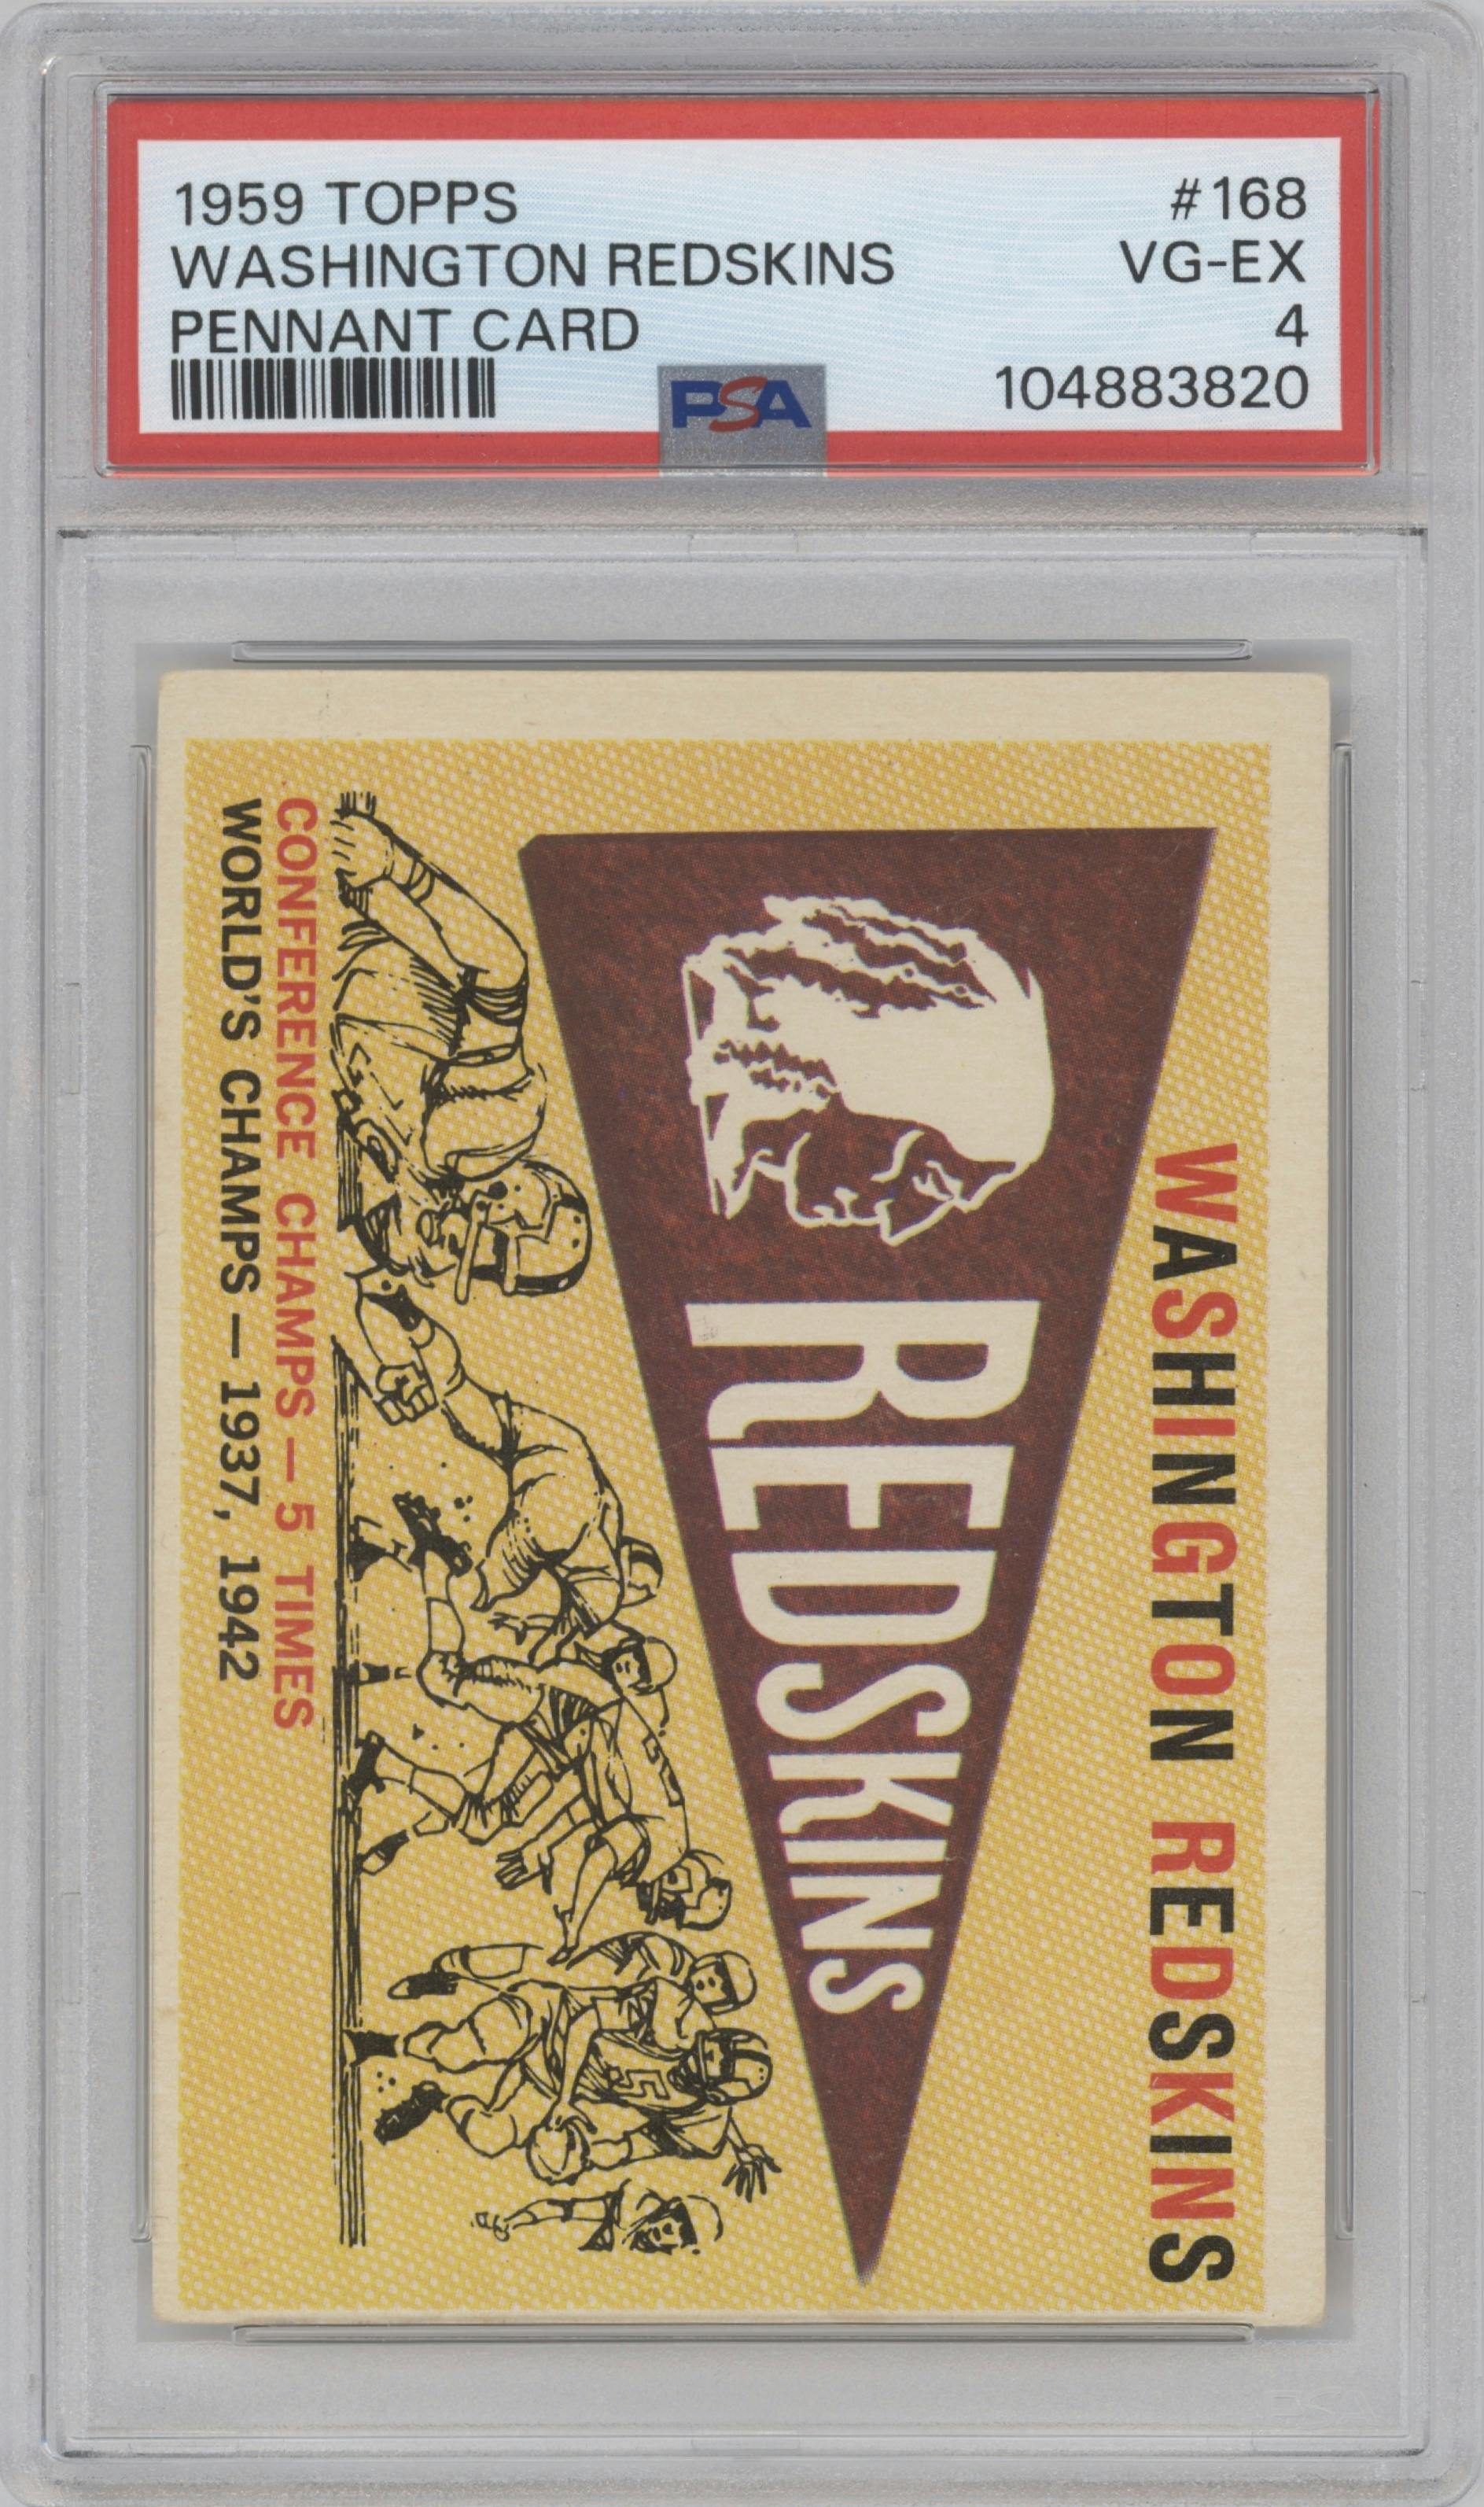 1959 TOPPS
#168
WASHINGTON REDSKINS
VG-EX
PENNANT CARD
4
PSA
104883820
WASHINGTON REDSKINS
REDSKINS
5
CONFERENCE CHAMPS — 5 TIMES
WORLD'S CHAMPS — 1937, 1942